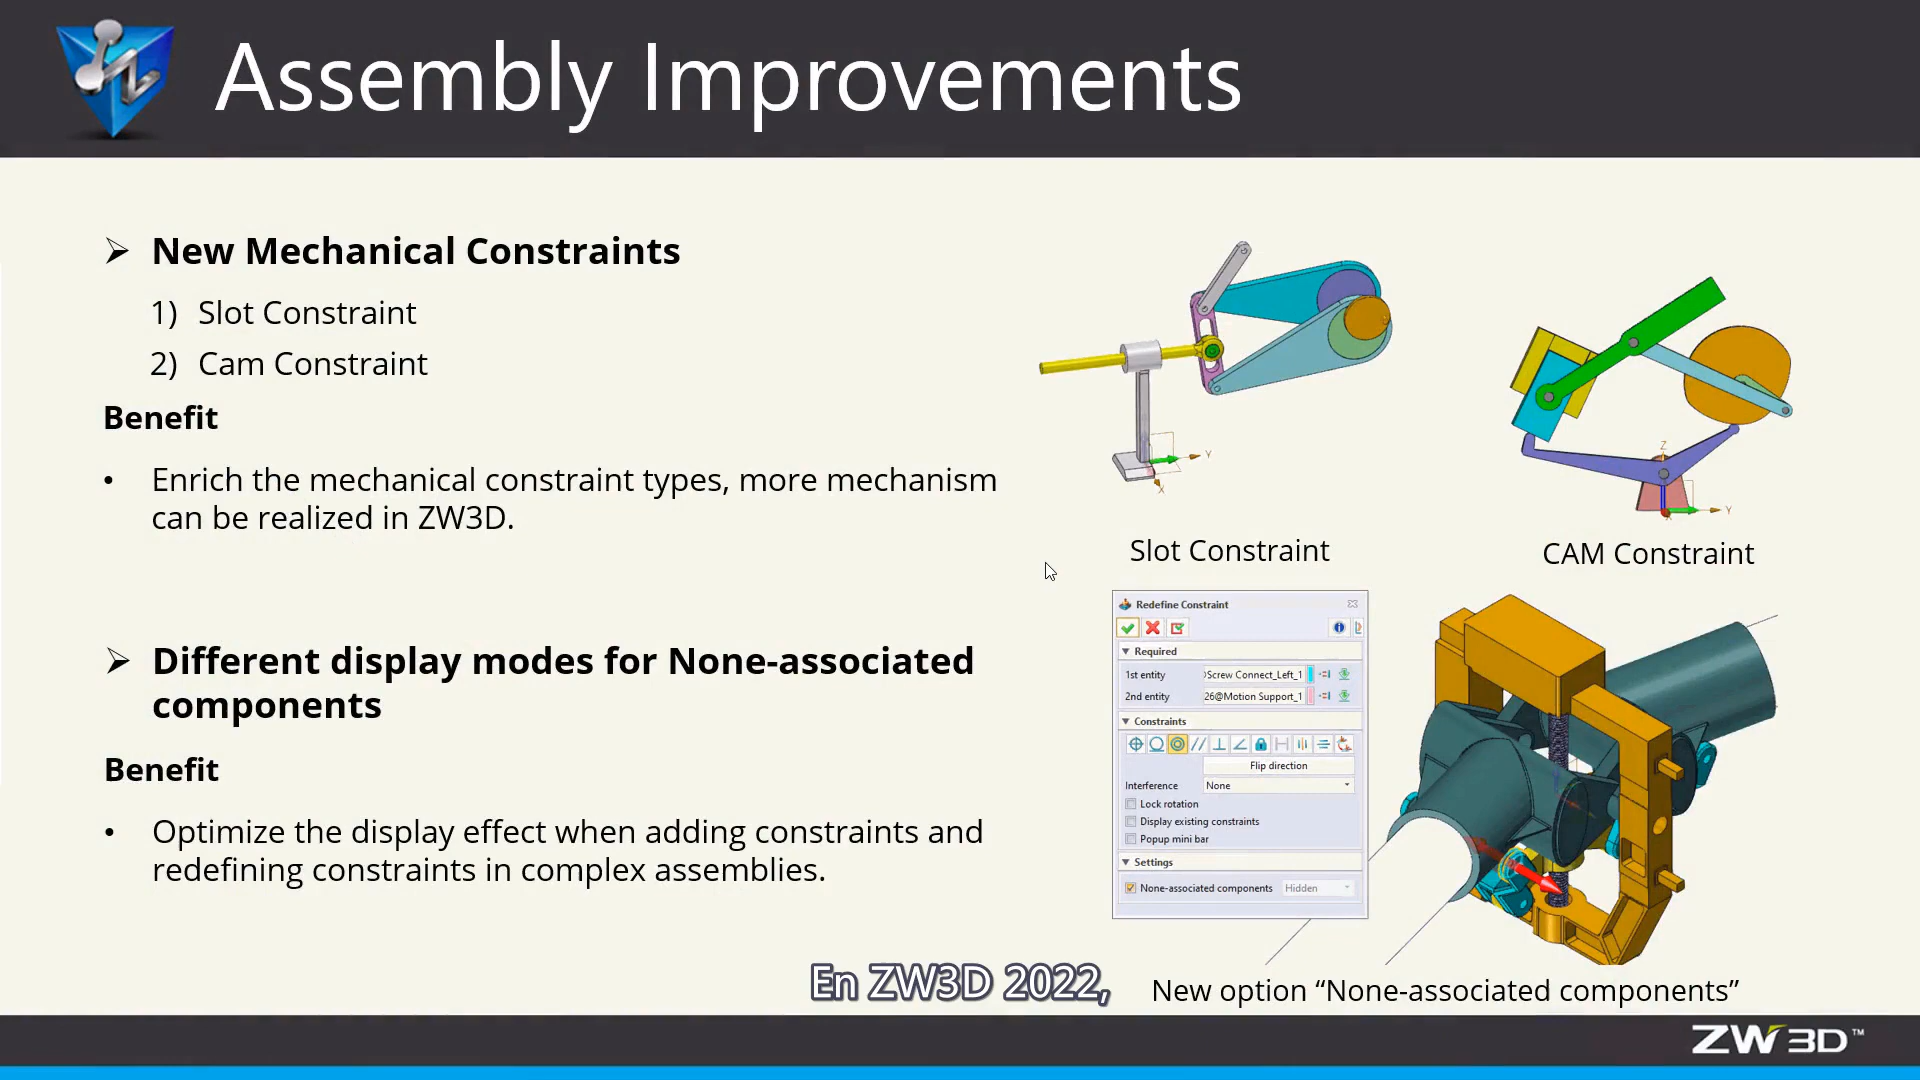 Assembly Improvements
➢ New Mechanical Constraints
1) Slot Constraint
2) Cam Constraint
Benefit
• Enrich the mechanical constraint types, more mechanism
can be realized in ZW3D.
➢ Different display modes for None-associated
components
Benefit
• Optimize the display effect when adding constraints and
redefining constraints in complex assemblies.
Y
X
Slot Constraint
Z
Y
CAM Constraint
Redefine Constraint
Required
1st entity
Screw Connect_Left_1
2nd entity
26@Motion Support_1
Constraints
Flip direction
Interference
None
Lock rotation
Display existing constraints
Popup mini bar
Settings
None-associated components
Hidden
New option “None-associated components”
En ZW3D 2022,
ZW3D™